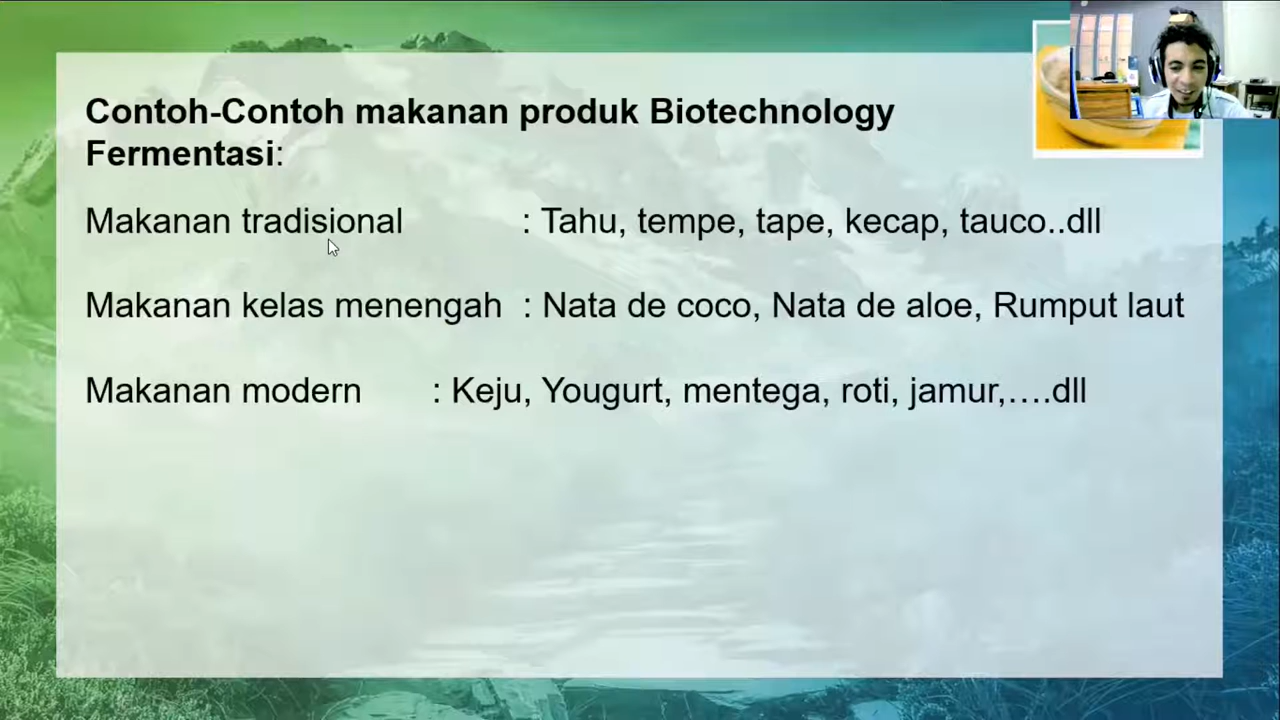 Contoh-Contoh makanan produk Biotechnology
Fermentasi:
Makanan tradisional : Tahu, tempe, tape, kecap, tauco..dll
Makanan kelas menengah : Nata de coco, Nata de aloe, Rumput laut
Makanan modern : Keju, Yougurt, mentega, roti, jamur,….dll